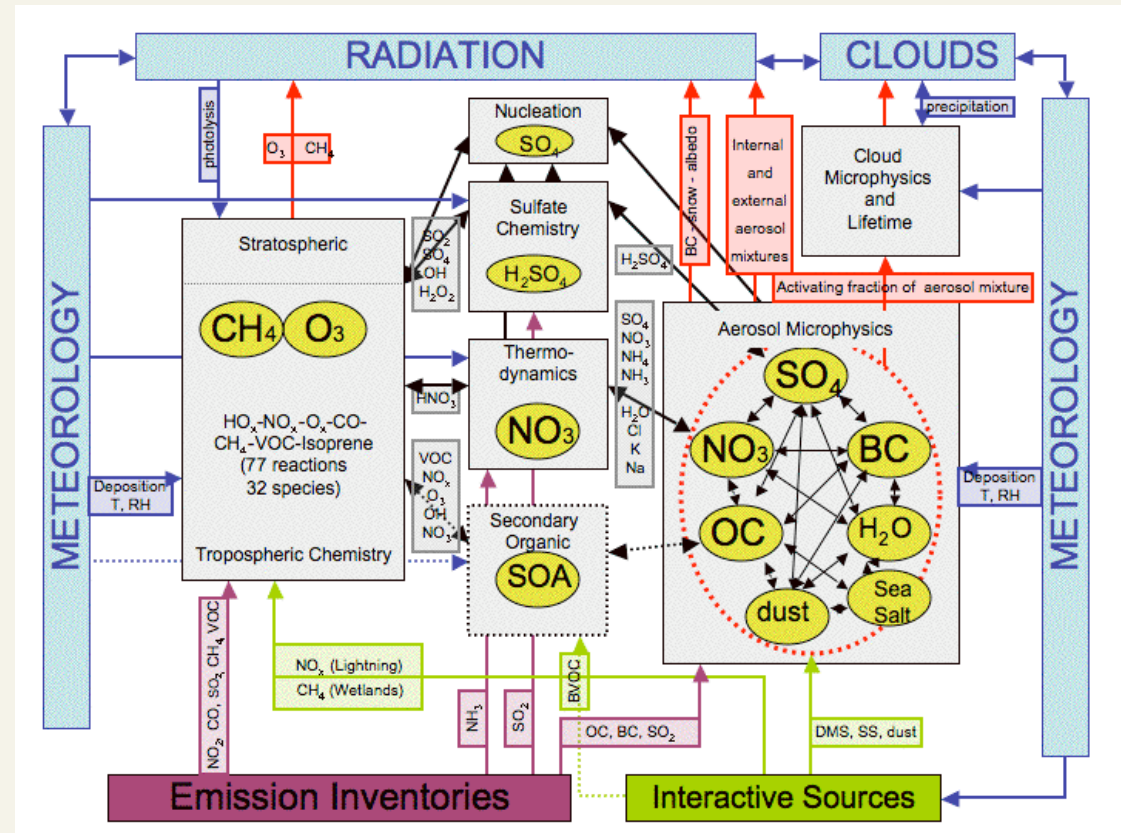 RADIATION
CLOUDS
METEOROLOGY
photolysis
O₃ CH₄
Nucleation
SO₄
BC - snow - albedo
Internal
and
external
aerosol
mixtures
precipitation
Cloud
Microphysics
and
Lifetime
METEOROLOGY
Stratospheric
SO₂
SO₄
OH
H₂O₂
Sulfate
Chemistry
H₂SO₄
H₂SO₄
Activating fraction of aerosol mixture
CH₄
O₃
HNO₃
Thermo-
dynamics
NO₃
SO₄
NO₃
NH₄
NH₃
H₂O
Cl
K
Na
Aerosol Microphysics
SO₄
NO₃
BC
OC
H₂O
dust
Sea
Salt
HOₓ-NOₓ-Oₓ-CO-
CH₄-VOC-Isoprene
(77 reactions
32 species)
Tropospheric Chemistry
Deposition
T, RH
VOC
NOₓ
O₃
OH
NO₃
Secondary
Organic
SOA
Deposition
T, RH
NO₂, CO, SO₂, CH₄ VOC
NOₓ (Lightning)
CH₄ (Wetlands)
NH₃
SO₂
BVOC
OC, BC, SO₂
DMS, SS, dust
Emission Inventories
Interactive Sources